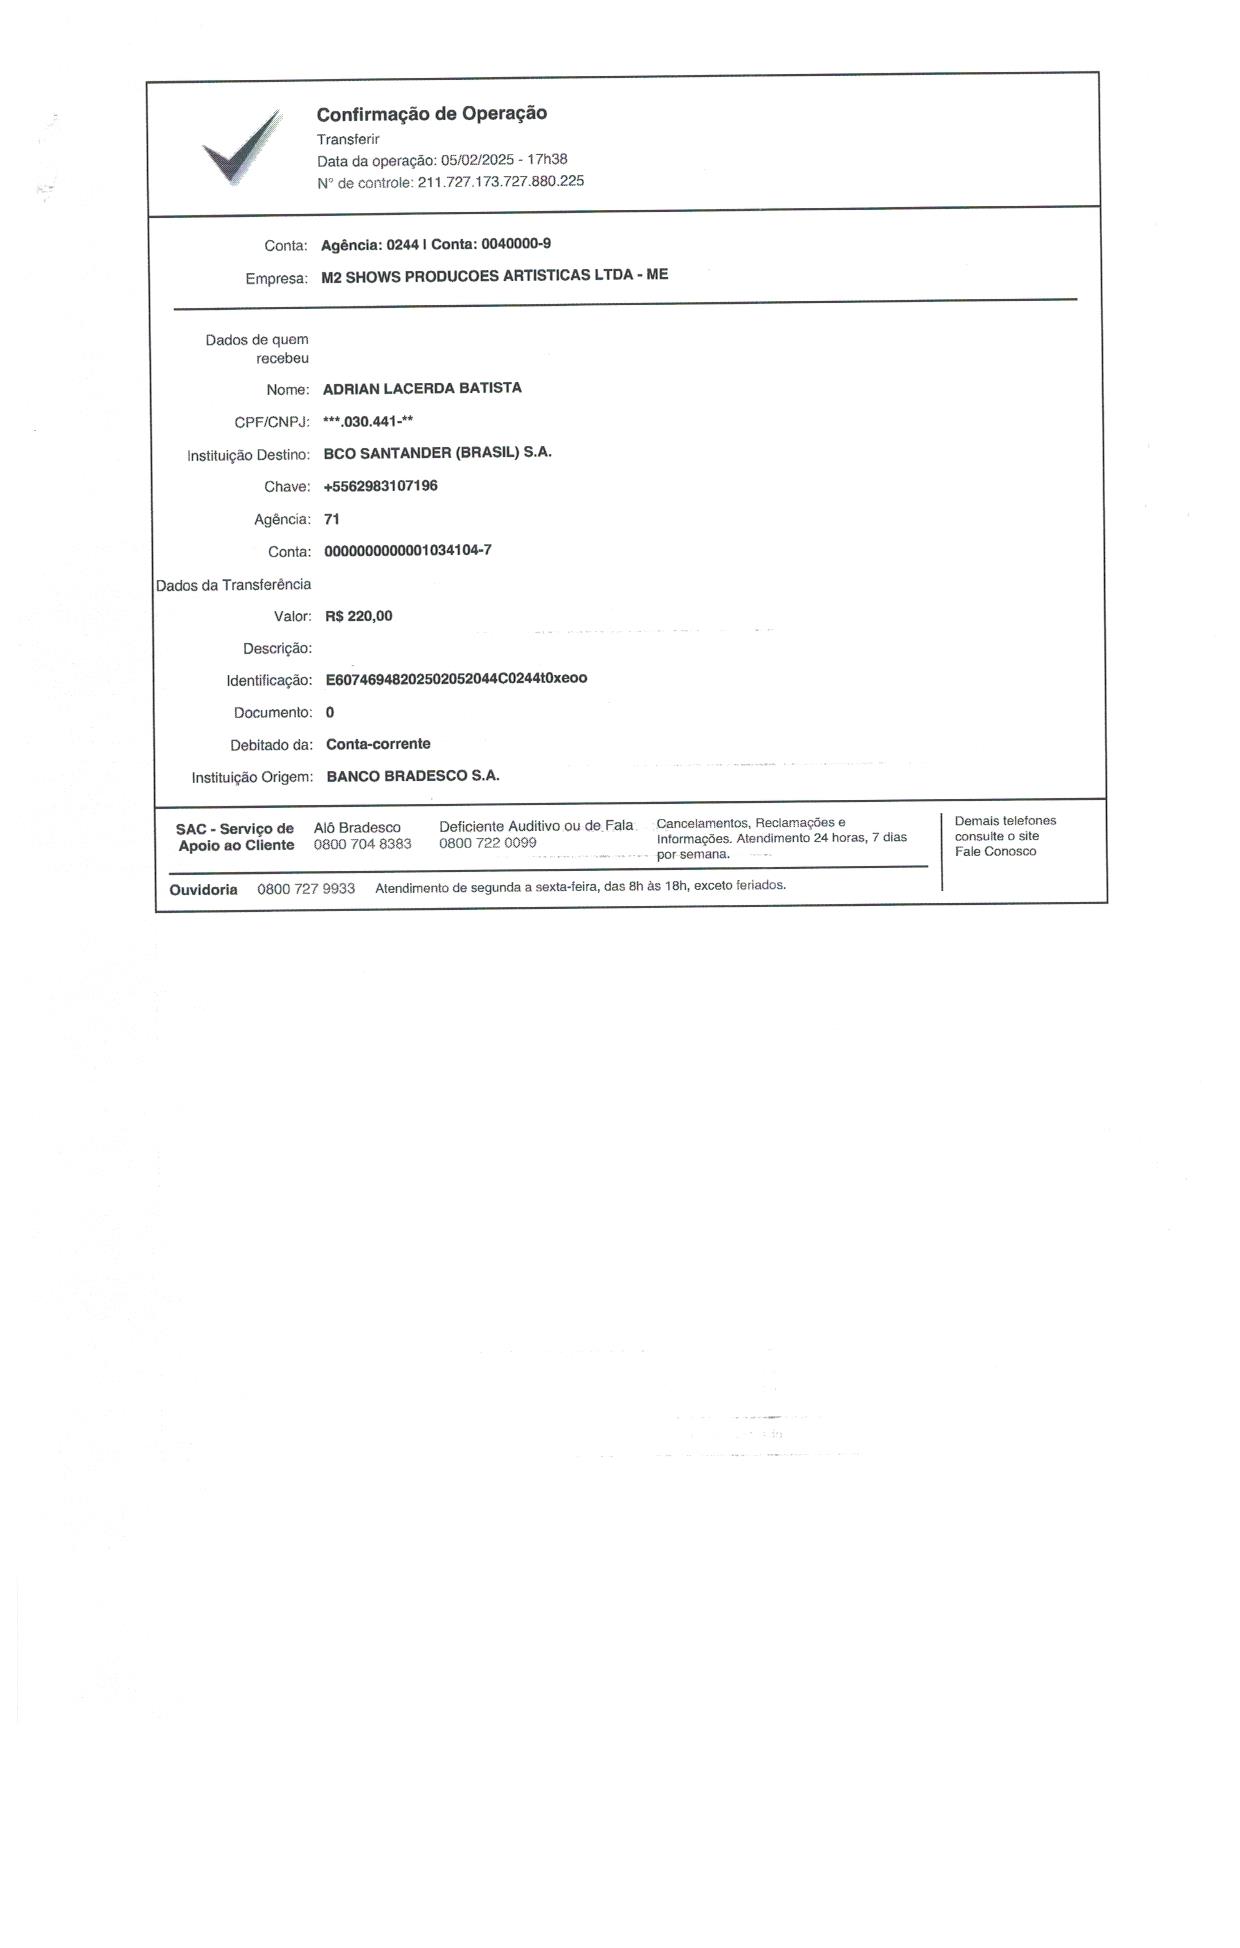 Confirmação de Operação
Transferir
Data da operação: 05/02/2025 - 17h38
N° de controle: 211.727.173.727.880.225
Conta: Agência: 0244 | Conta: 0040000-9
Empresa: M2 SHOWS PRODUCOES ARTISTICAS LTDA - ME
Dados de quem
recebeu
Nome: ADRIAN LACERDA BATISTA
CPF/CNPJ: ***.030.441-**
Instituição Destino: BCO SANTANDER (BRASIL) S.A.
Chave: +5562983107196
Agência: 71
Conta: 0000000000001034104-7
Dados da Transferência
Valor: R$ 220,00
Descrição:
Identificação: E60746948202502052044C0244t0xeoo
Documento: 0
Debitado da: Conta-corrente
Instituição Origem: BANCO BRADESCO S.A.
SAC - Serviço de
Apoio ao Cliente
Alô Bradesco
0800 704 8383
Deficiente Auditivo ou de Fala
0800 722 0099
Cancelamentos, Reclamações e
Informações. Atendimento 24 horas, 7 dias
por semana.
Demais telefones
consulte o site
Fale Conosco
Ouvidoria 0800 727 9933 Atendimento de segunda a sexta-feira, das 8h às 18h, exceto feriados.